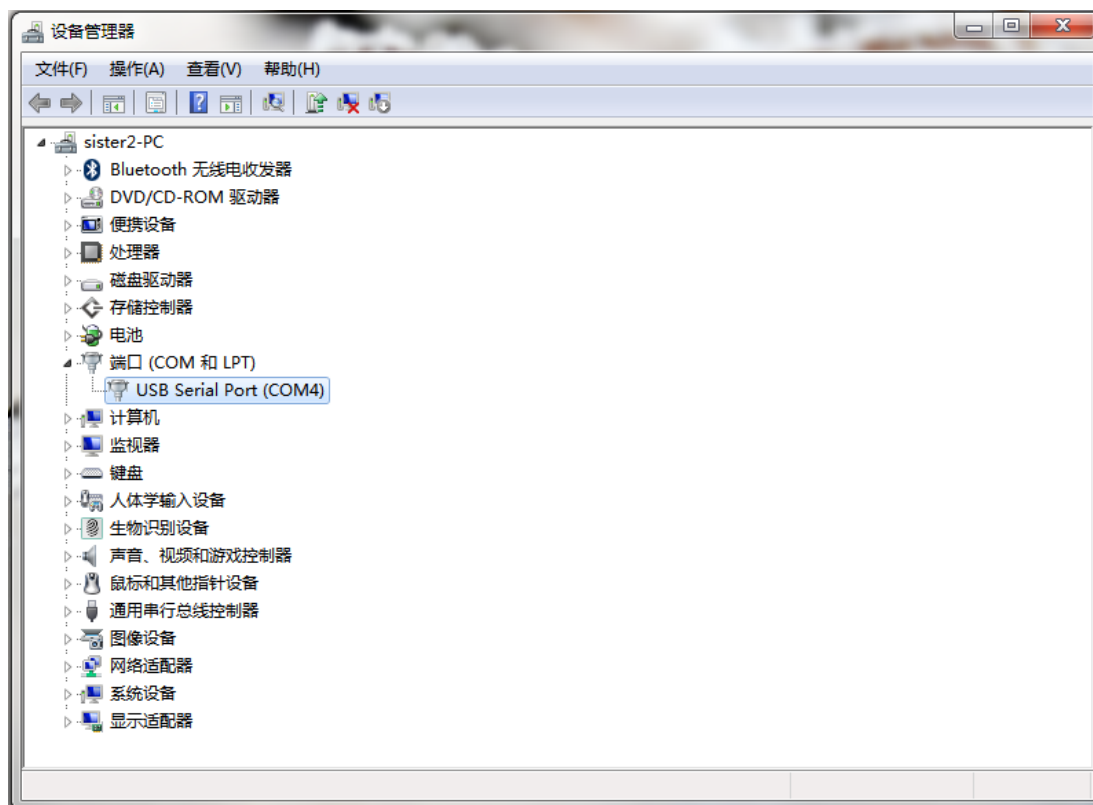 设备管理器
文件(F) 操作(A) 查看(V) 帮助(H)
sister2-PC
Bluetooth 无线电收发器
DVD/CD-ROM 驱动器
便携设备
处理器
磁盘驱动器
存储控制器
电池
端口 (COM 和 LPT)
USB Serial Port (COM4)
计算机
监视器
键盘
人体学输入设备
生物识别设备
声音、视频和游戏控制器
鼠标和其他指针设备
通用串行总线控制器
图像设备
网络适配器
系统设备
显示适配器